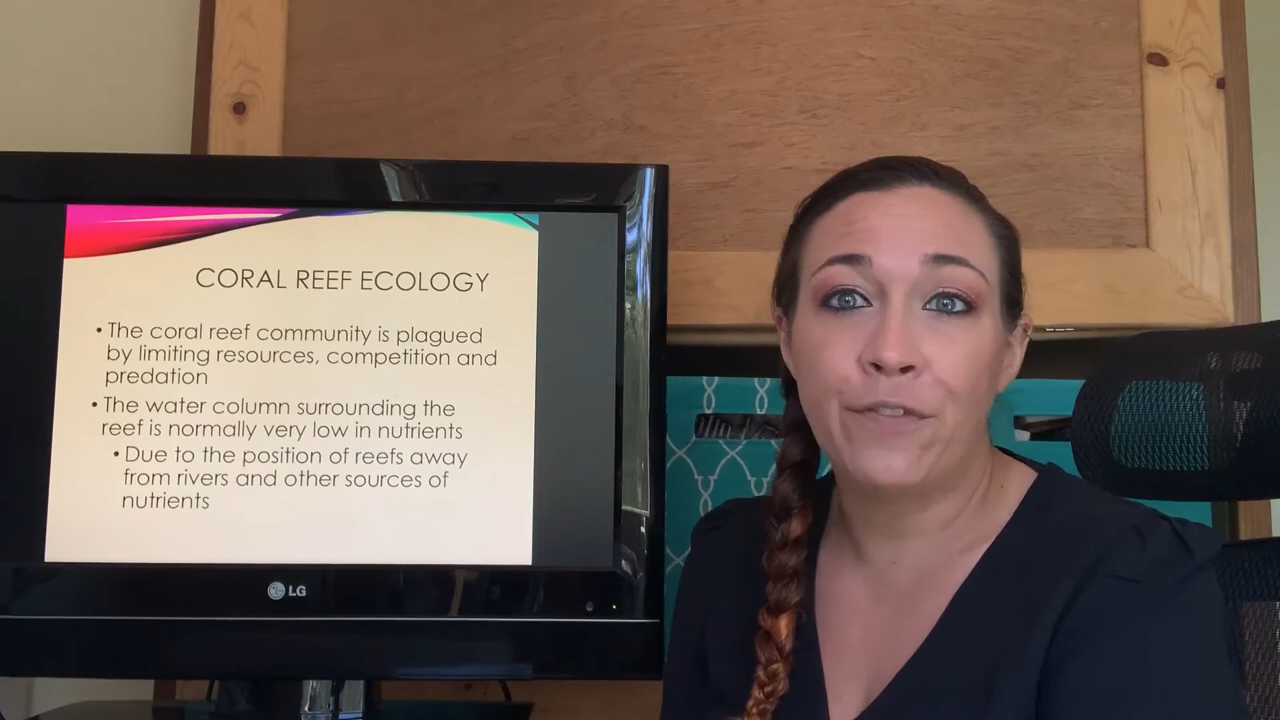 CORAL REEF ECOLOGY
• The coral reef community is plagued
by limiting resources, competition and
predation
• The water column surrounding the
reef is normally very low in nutrients
• Due to the position of reefs away
from rivers and other sources of
nutrients
LG